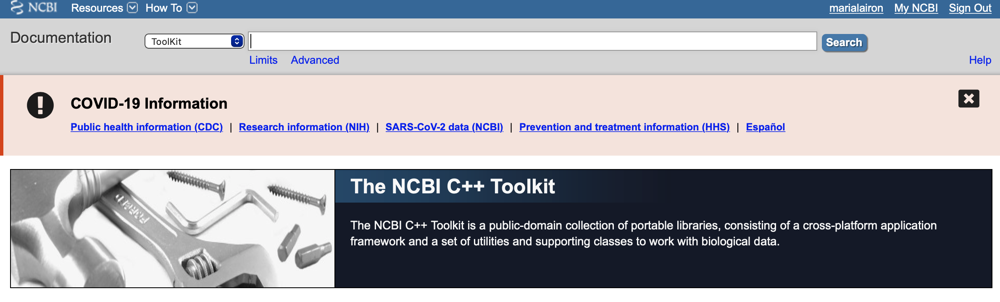 NCBI Resources How To marialairon My NCBI Sign Out
Documentation ToolKit Search
Limits Advanced Help
COVID-19 Information
Public health information (CDC) | Research information (NIH) | SARS-CoV-2 data (NCBI) | Prevention and treatment information (HHS) | Español
The NCBI C++ Toolkit
The NCBI C++ Toolkit is a public-domain collection of portable libraries, consisting of a cross-platform application
framework and a set of utilities and supporting classes to work with biological data.